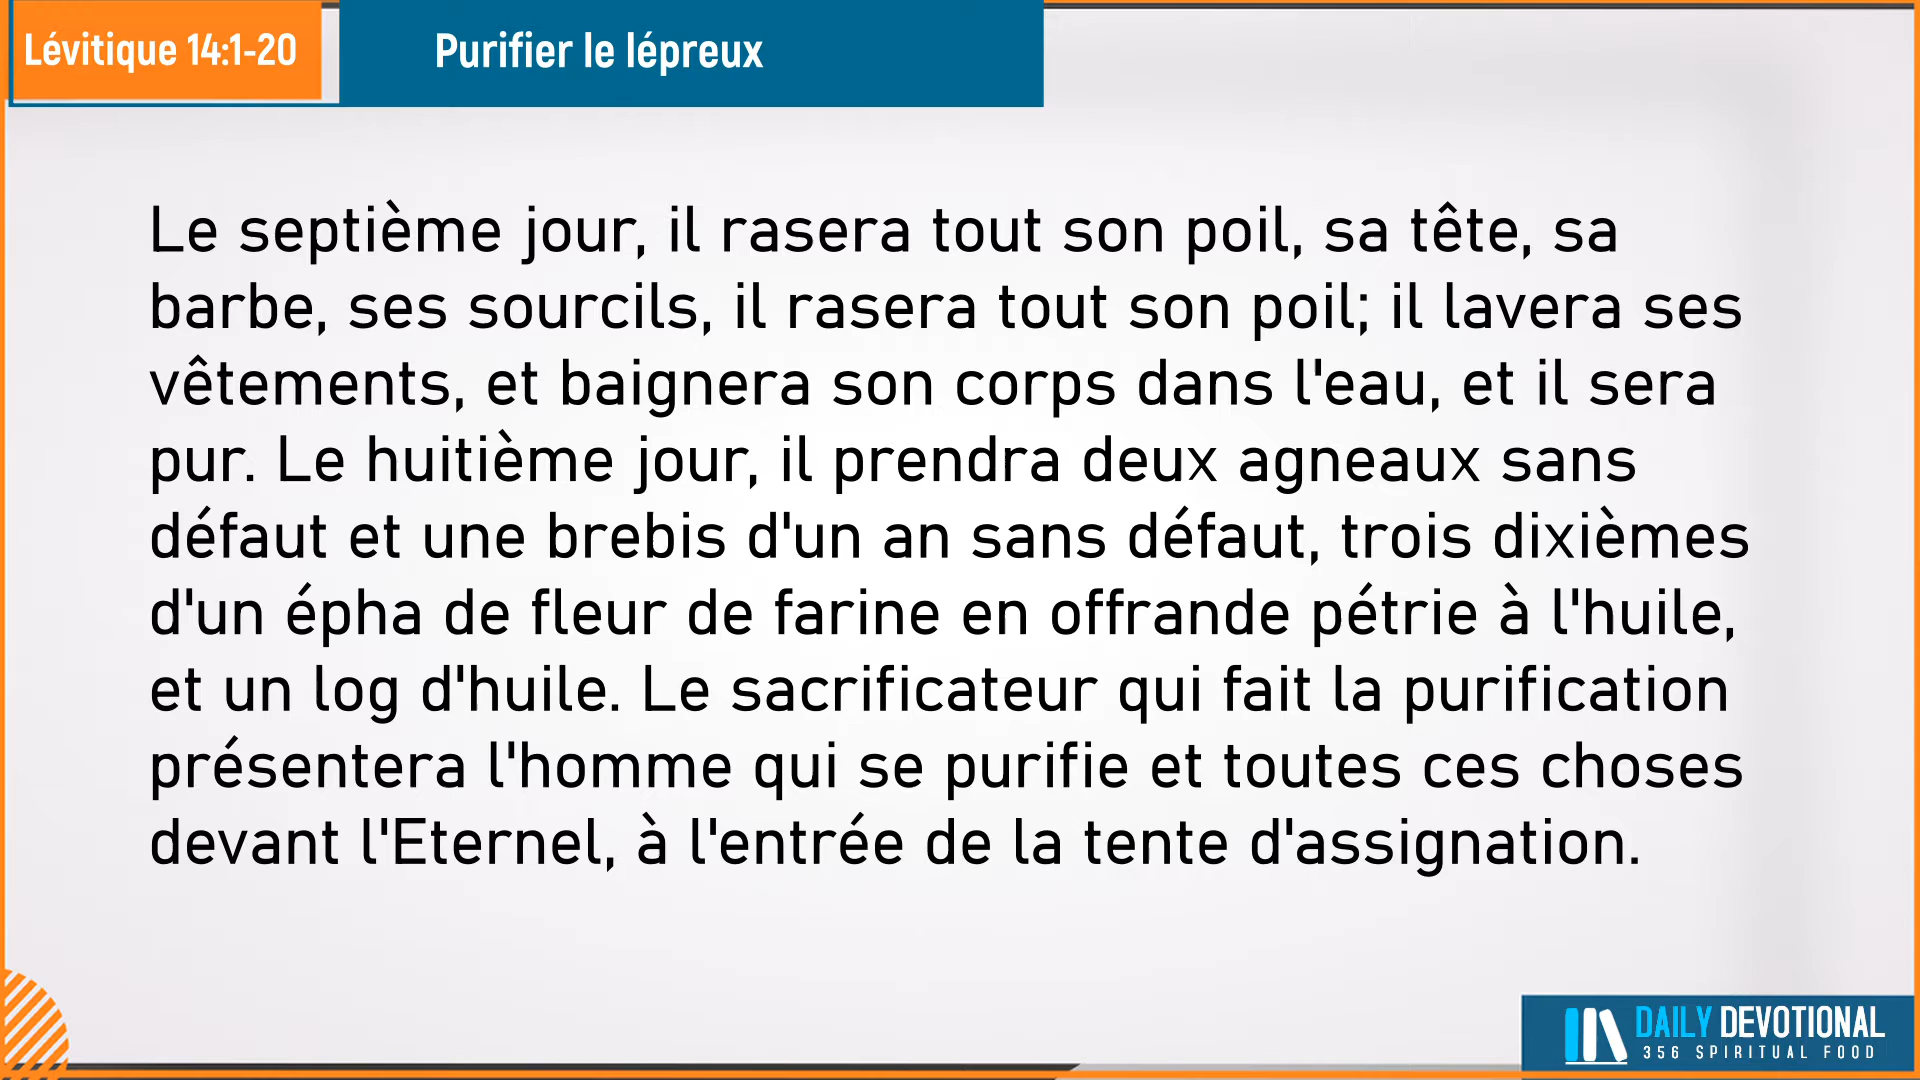 Lévitique 14:1-20
Purifier le lépreux
Le septième jour, il rasera tout son poil, sa tête, sa
barbe, ses sourcils, il rasera tout son poil; il lavera ses
vêtements, et baignera son corps dans l'eau, et il sera
pur. Le huitième jour, il prendra deux agneaux sans
défaut et une brebis d'un an sans défaut, trois dixièmes
d'un épha de fleur de farine en offrande pétrie à l'huile,
et un log d'huile. Le sacrificateur qui fait la purification
présentera l'homme qui se purifie et toutes ces choses
devant l'Eternel, à l'entrée de la tente d'assignation.
DAILY DEVOTIONAL
356 SPIRITUAL FOOD